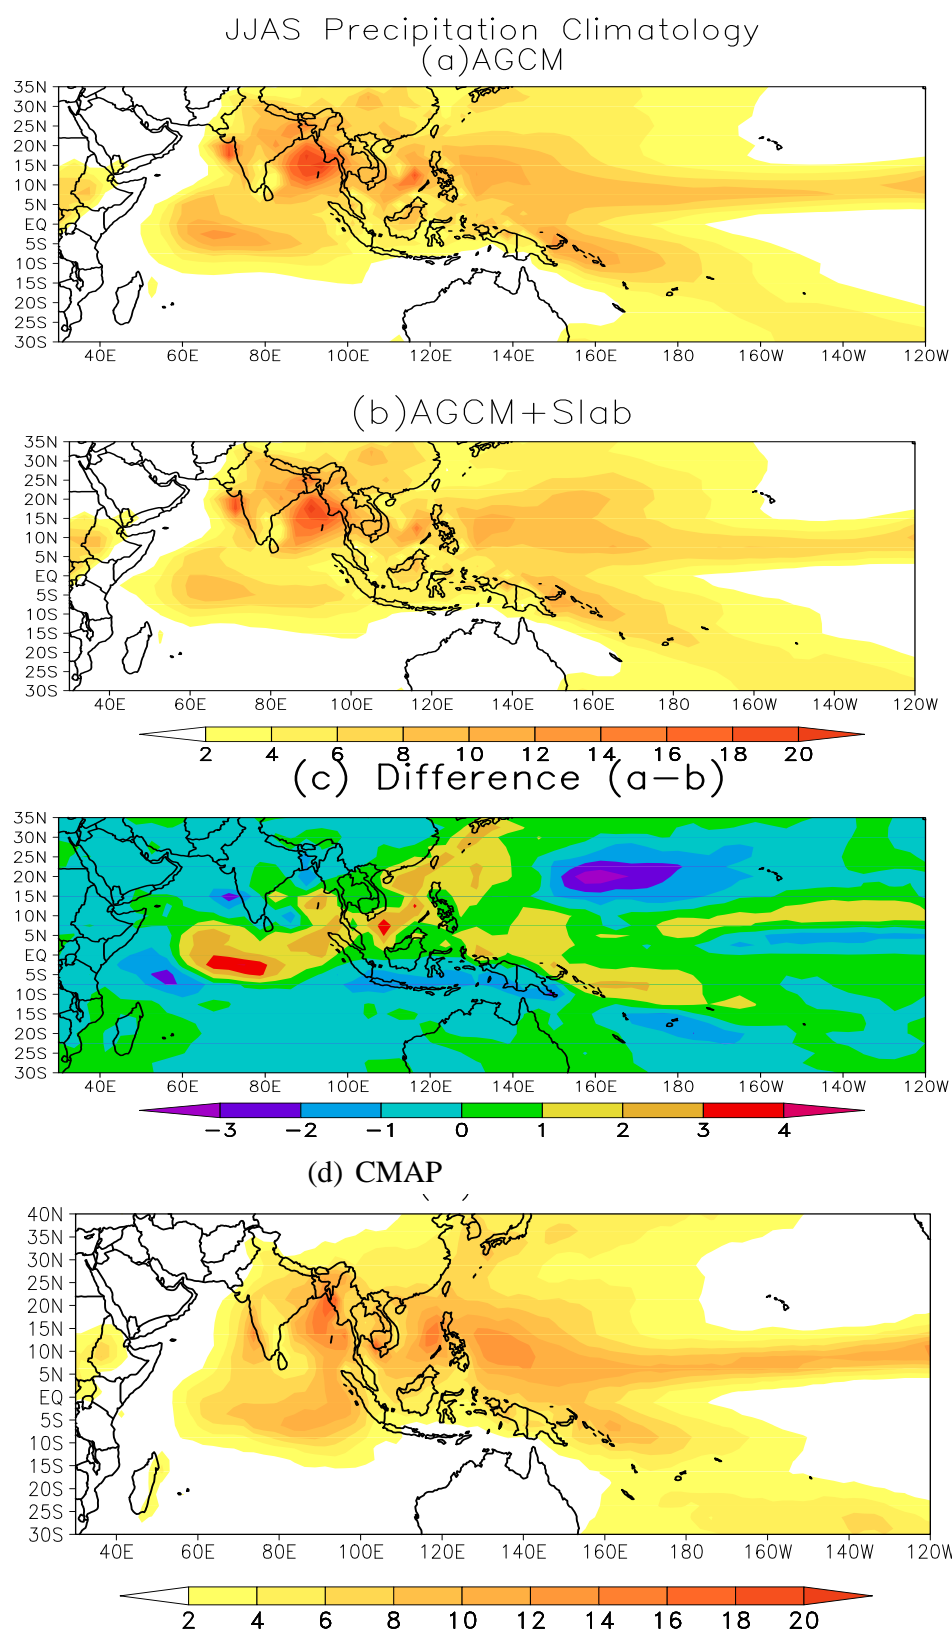 JJAS Precipitation Climatology
(a)AGCM
35N
30N
25N
20N
15N
10N
5N
EQ
5S
10S
15S
20S
25S
30S
40E 60E 80E 100E 120E 140E 160E 180 160W 140W 120W
(b)AGCM+Slab
35N
30N
25N
20N
15N
10N
5N
EQ
5S
10S
15S
20S
25S
30S
40E 60E 80E 100E 120E 140E 160E 180 160W 140W 120W
2 4 6 8 10 12 14 16 18 20
(c) Difference (a-b)
35N
30N
25N
20N
15N
10N
5N
EQ
5S
10S
15S
20S
25S
30S
40E 60E 80E 100E 120E 140E 160E 180 160W 140W 120W
-3 -2 -1 0 1 2 3 4
(d) CMAP
40N
35N
30N
25N
20N
15N
10N
5N
EQ
5S
10S
15S
20S
25S
30S
40E 60E 80E 100E 120E 140E 160E 180 160W 140W 120W
2 4 6 8 10 12 14 16 18 20